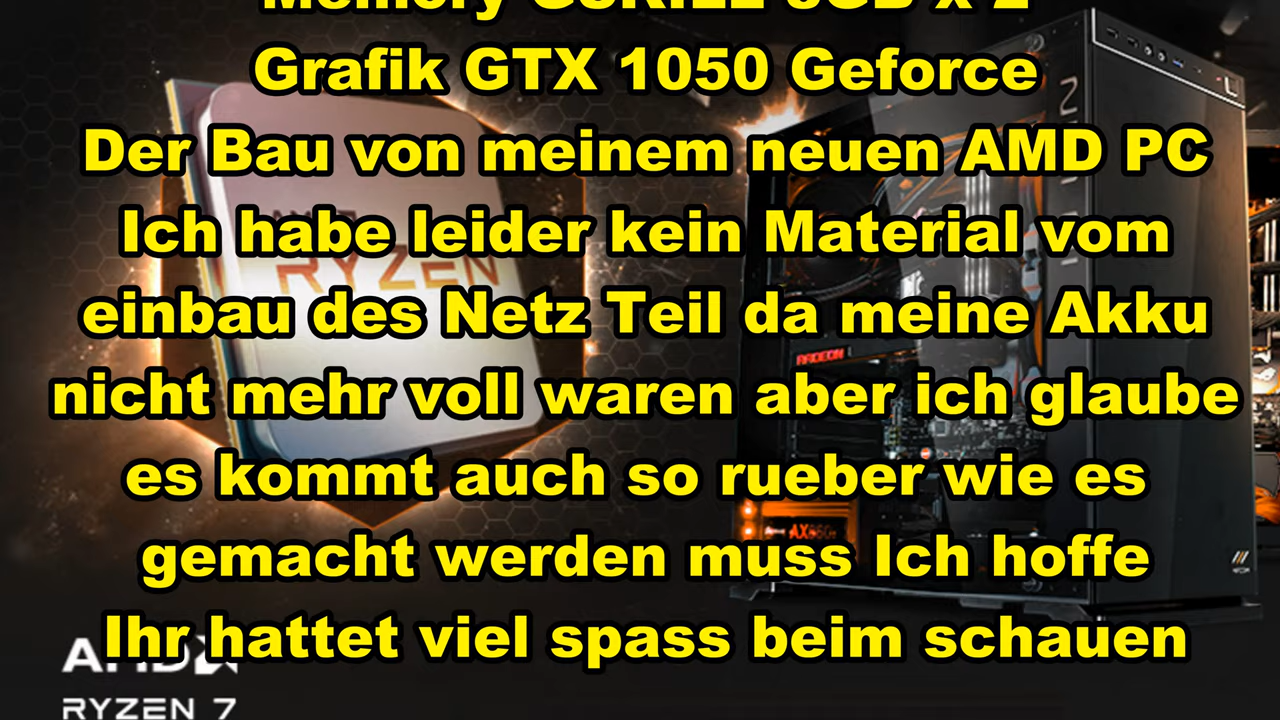 Grafik GTX 1050 Geforce
Der Bau von meinem neuen AMD PC
Ich habe leider kein Material vom
einbau des Netz Teil da meine Akku
nicht mehr voll waren aber ich glaube
es kommt auch so rueber wie es
gemacht werden muss Ich hoffe
Ihr hattet viel spass beim schauen
RYZEN
RADEON
AMD
RYZEN 7